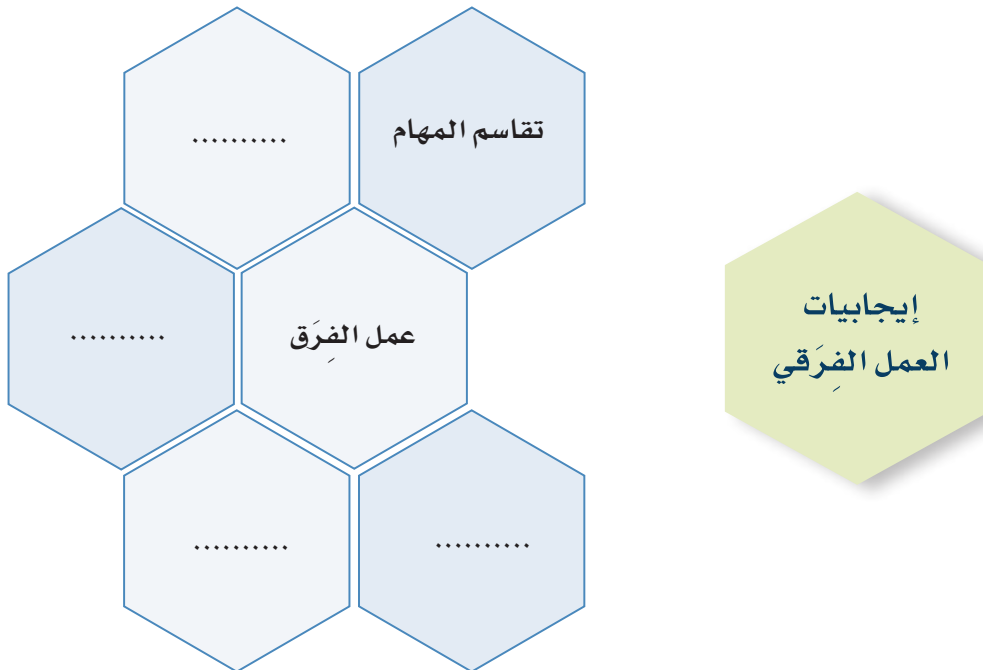 إيجابيات
العمل الفِرَقي
تقاسم المهام
..........
عمل الفِرَق
..........
..........
..........